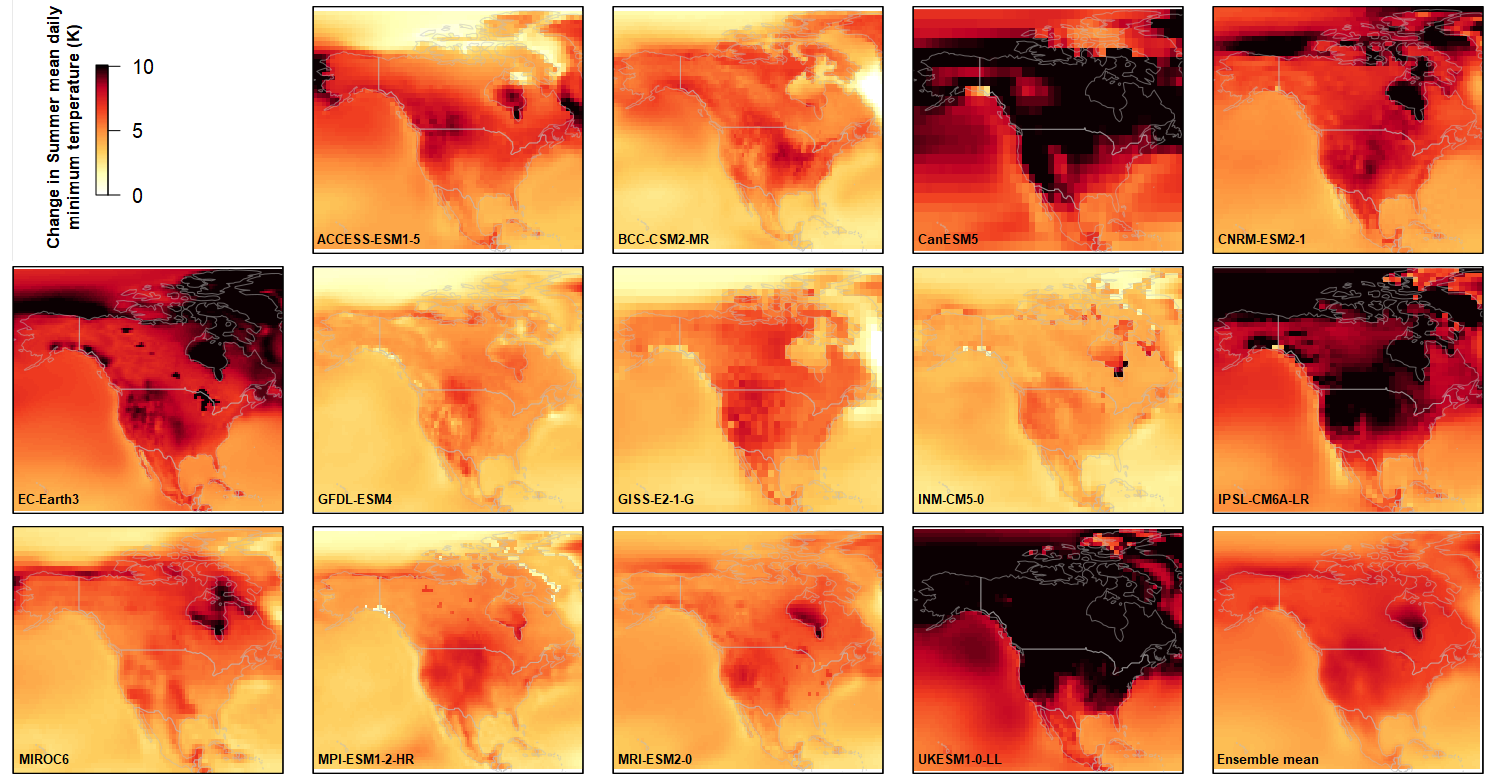 Change in Summer mean daily
minimum temperature (K)
10
5
0
ACCESS-ESM1-5
BCC-CSM2-MR
CanESM5
CNRM-ESM2-1
EC-Earth3
GFDL-ESM4
GISS-E2-1-G
INM-CM5-0
IPSL-CM6A-LR
MIROC6
MPI-ESM1-2-HR
MRI-ESM2-0
UKESM1-0-LL
Ensemble mean